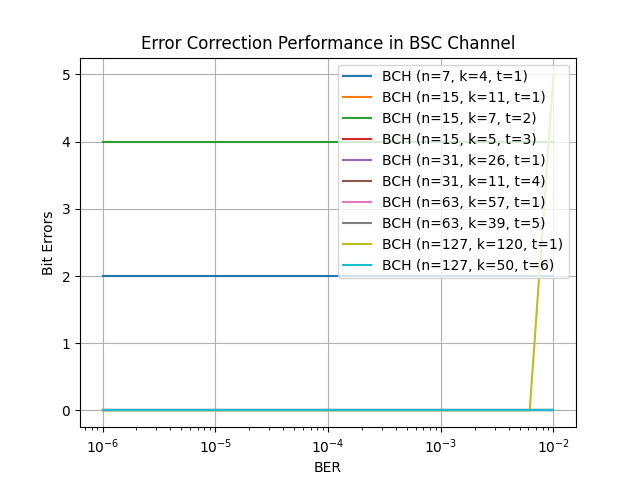 Error Correction Performance in BSC Channel
Bit Errors
5
4
3
2
1
0
BCH (n=7, k=4, t=1)
BCH (n=15, k=11, t=1)
BCH (n=15, k=7, t=2)
BCH (n=15, k=5, t=3)
BCH (n=31, k=26, t=1)
BCH (n=31, k=11, t=4)
BCH (n=63, k=57, t=1)
BCH (n=63, k=39, t=5)
BCH (n=127, k=120, t=1)
BCH (n=127, k=50, t=6)
10⁻⁶ 10⁻⁵ 10⁻⁴ 10⁻³ 10⁻²
BER